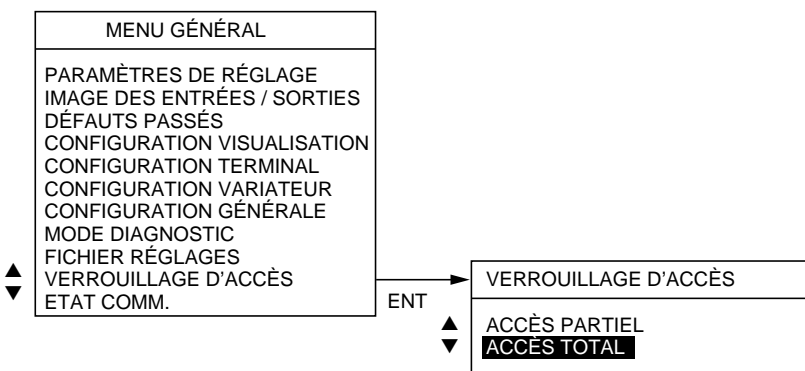 MENU GÉNÉRAL
PARAMÈTRES DE RÉGLAGE
IMAGE DES ENTRÉES / SORTIES
DÉFAUTS PASSÉS
CONFIGURATION VISUALISATION
CONFIGURATION TERMINAL
CONFIGURATION VARIATEUR
CONFIGURATION GÉNÉRALE
MODE DIAGNOSTIC
FICHIER RÉGLAGES
VERROUILLAGE D'ACCÈS
ETAT COMM.
ENT
VERROUILLAGE D'ACCÈS
ACCÈS PARTIEL
ACCÈS TOTAL